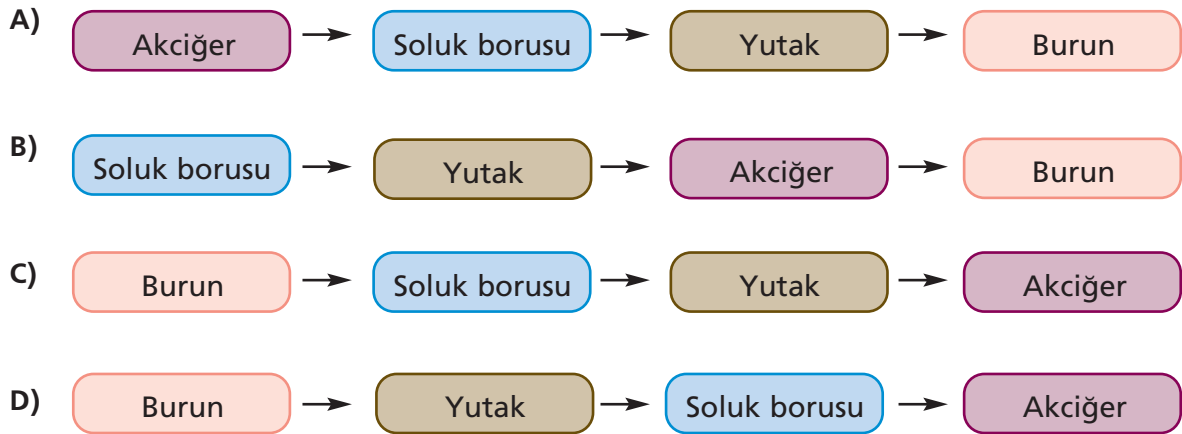 A) Akciğer → Soluk borusu → Yutak → Burun
B) Soluk borusu → Yutak → Akciğer → Burun
C) Burun → Soluk borusu → Yutak → Akciğer
D) Burun → Yutak → Soluk borusu → Akciğer